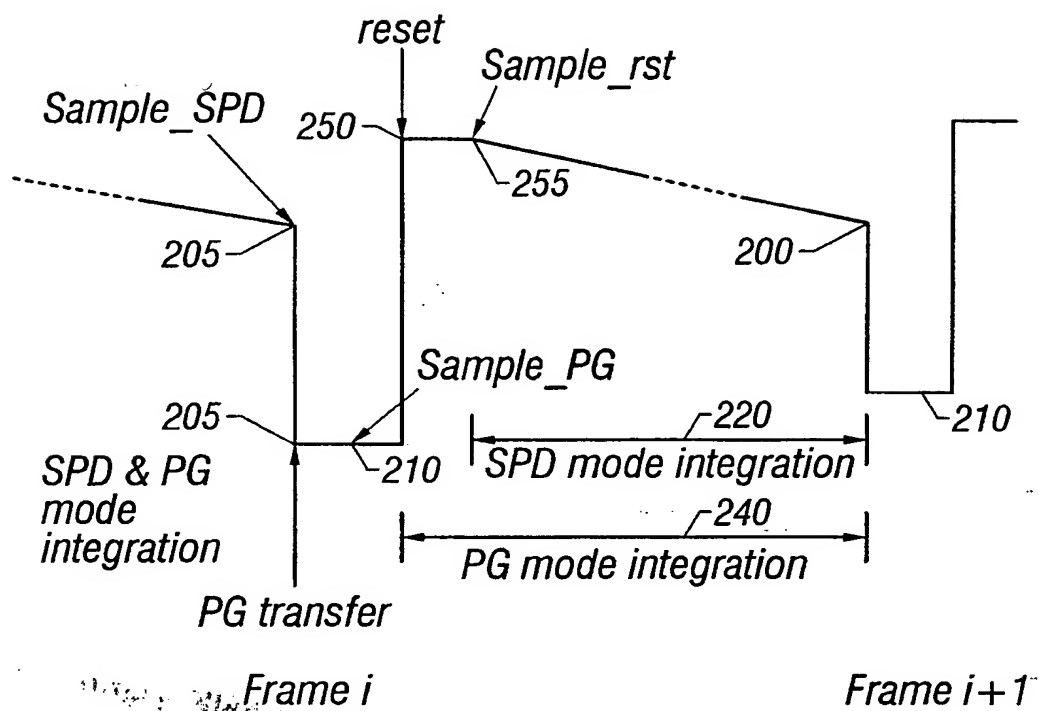 reset
Sample_rst
Sample_SPD
250
255
205
200
Sample_PG
205
210
220
210
SPD & PG
mode
integration
SPD mode integration
240
PG mode integration
PG transfer
Frame i
Frame i+1